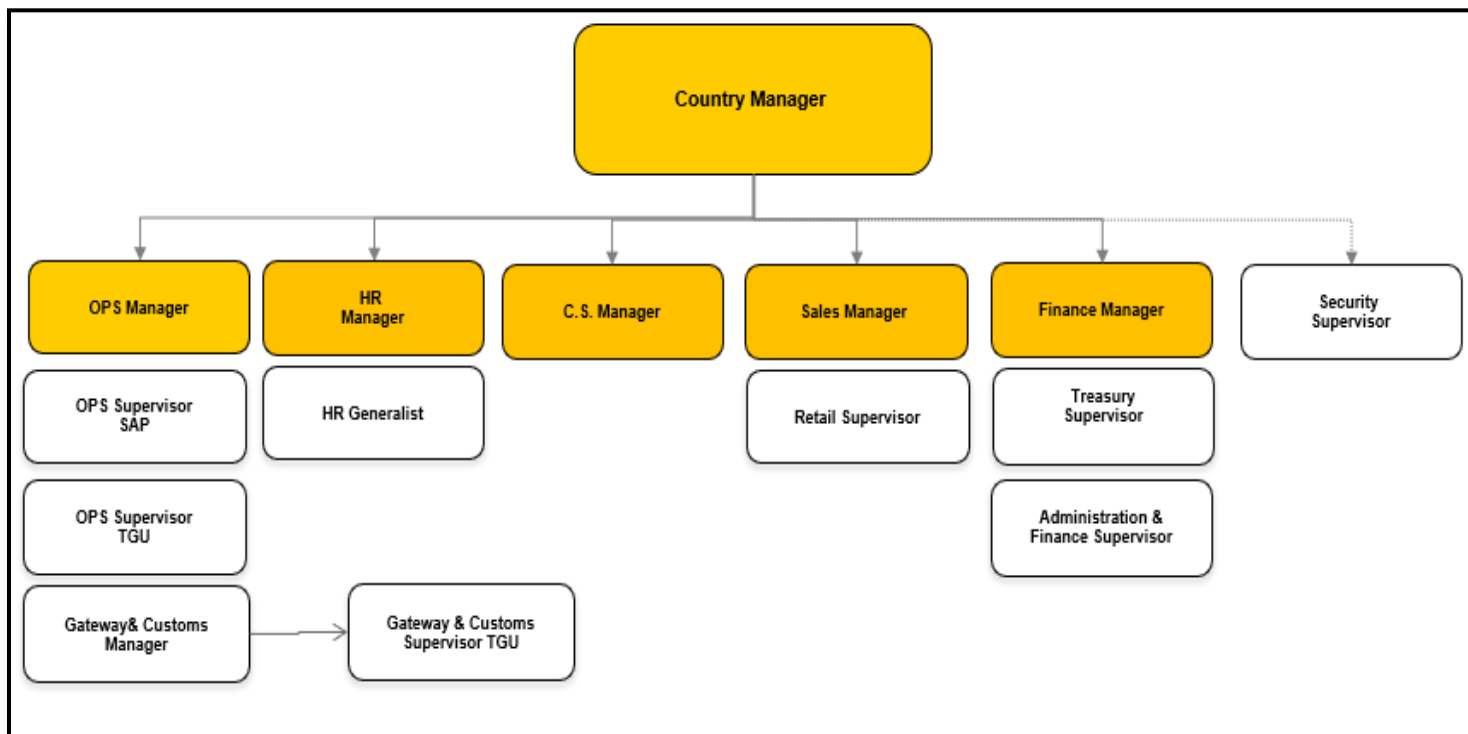 Country Manager
OPS Manager
HR
Manager
C.S. Manager
Sales Manager
Finance Manager
Security
Supervisor
OPS Supervisor
SAP
HR Generalist
Retail Supervisor
Treasury
Supervisor
OPS Supervisor
TGU
Administration &
Finance Supervisor
Gateway& Customs
Manager
Gateway & Customs
Supervisor TGU